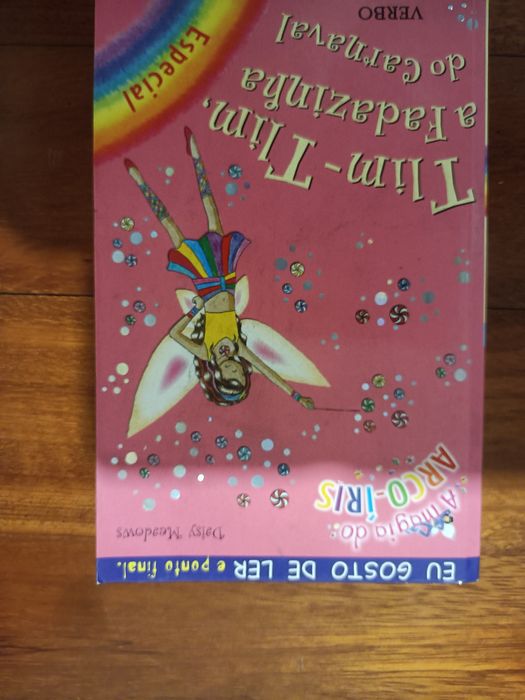 EU GOSTO DE LER e ponto final.
Daisy Meadows
A magia do
ARCO-ÍRIS
Tlim-Tlim,
a Fadazinha
do Carnaval
Especial
VERBO